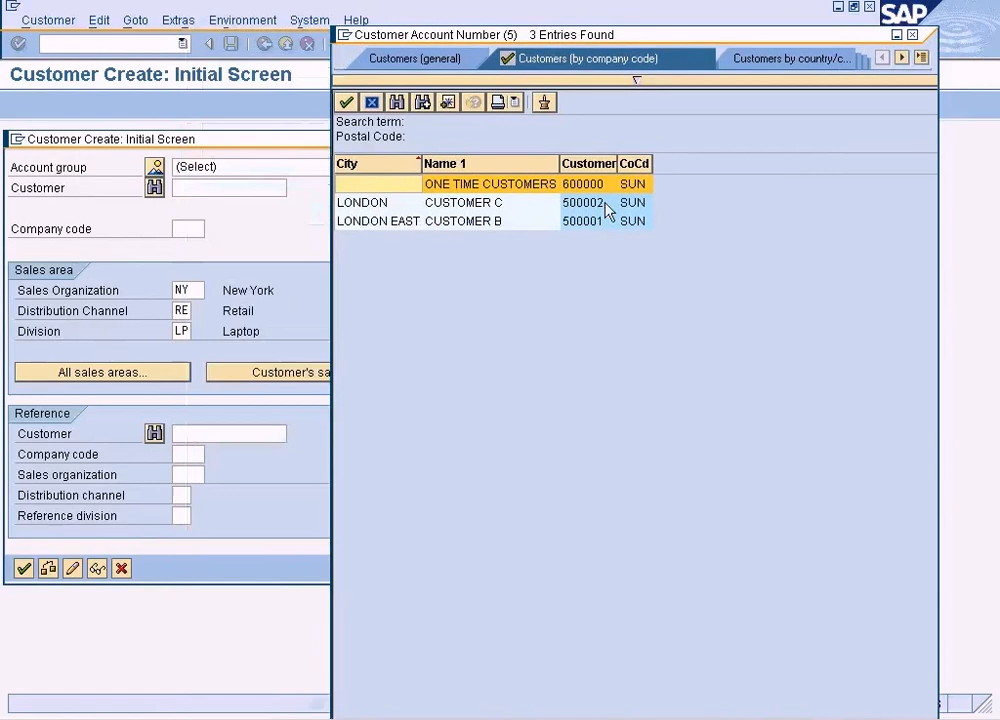 Customer Edit Goto Extras Environment System Help
SAP
Customer Create: Initial Screen
Customer Create: Initial Screen
Account group (Select)
Customer
Company code
Sales area
Sales Organization NY New York
Distribution Channel RE Retail
Division LP Laptop
All sales areas... Customer's sa
Reference
Customer
Company code
Sales organization
Distribution channel
Reference division
Customer Account Number (5) 3 Entries Found
Customers (general) Customers (by company code) Customers by country/c...
Search term:
Postal Code:
City Name 1 Customer CoCd
ONE TIME CUSTOMERS 600000 SUN
LONDON CUSTOMER C 500002 SUN
LONDON EAST CUSTOMER B 500001 SUN